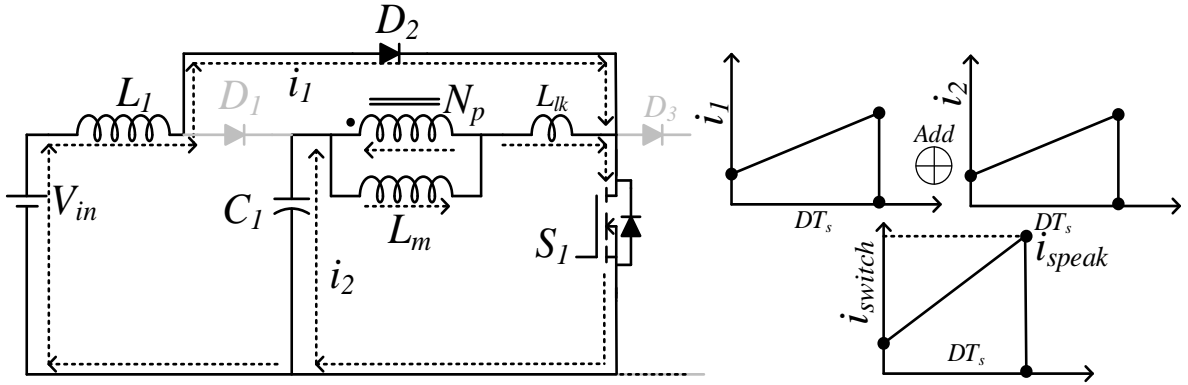 D2
i1
L1
D1
Np
Llk
D3
Vin
C1
Lm
S1
i2
i1
DTs
Add
i2
DTs
iswitch
ispeak
DTs